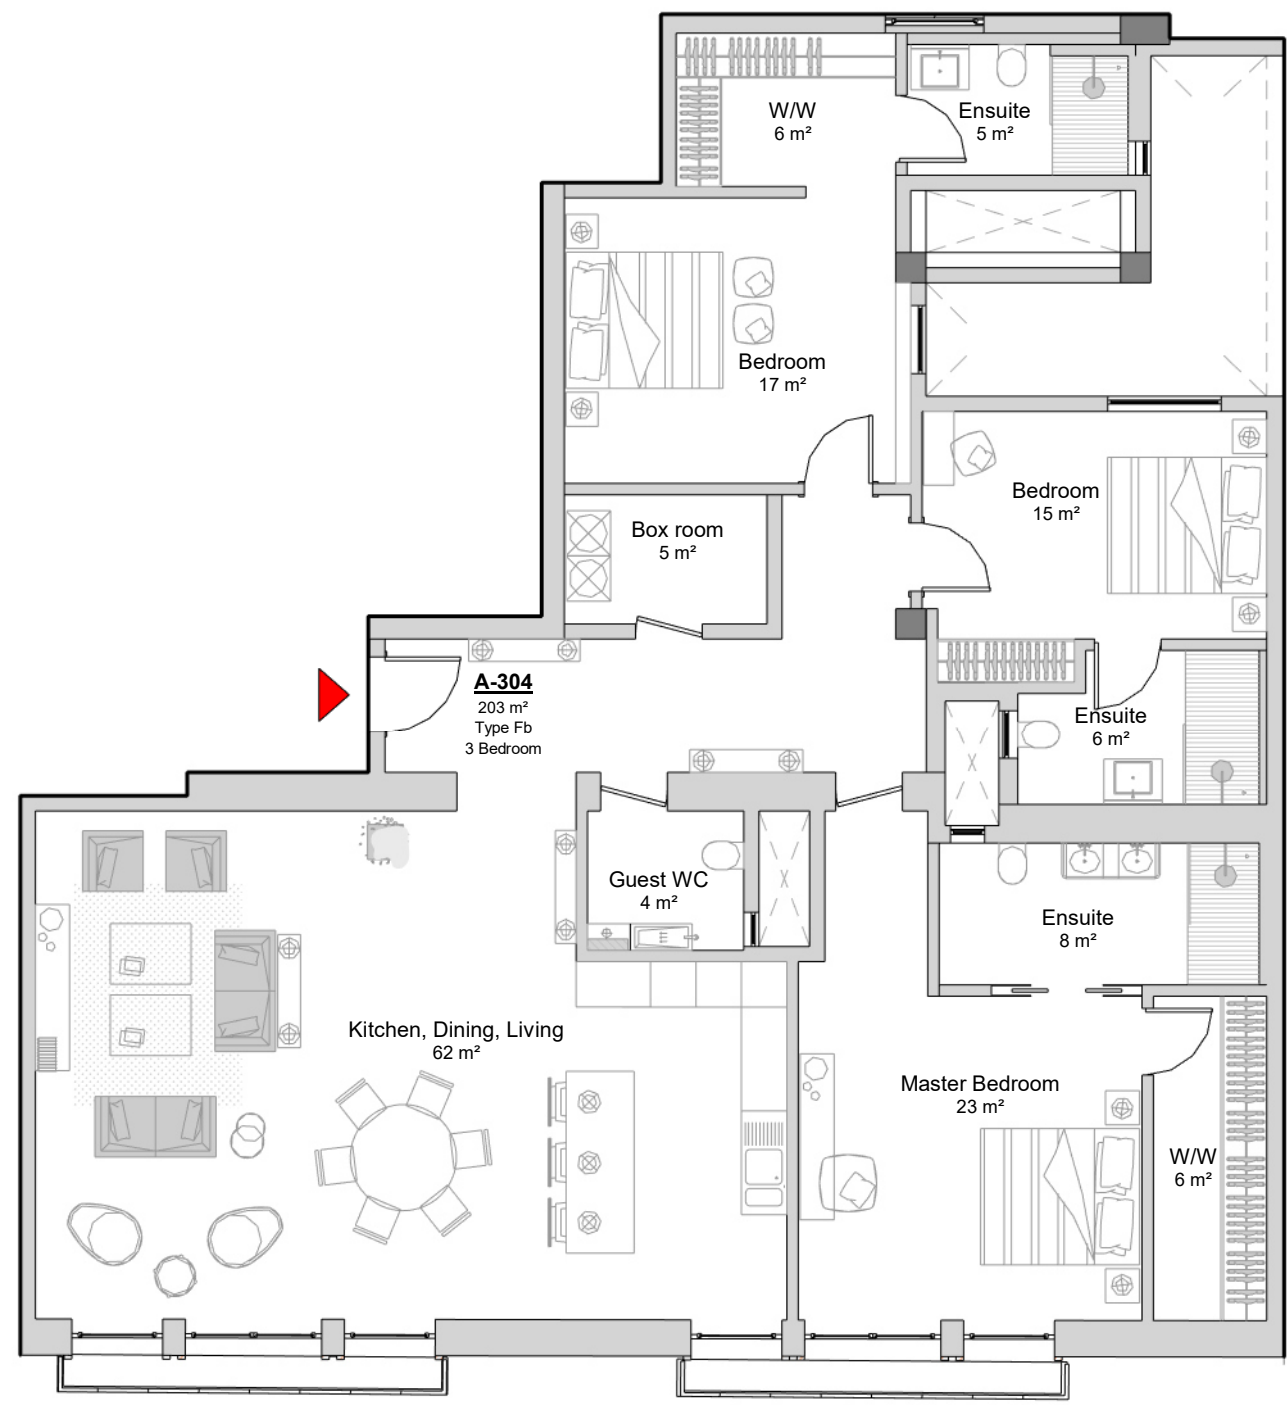 W/W
6 m²
Ensuite
5 m²
Bedroom
17 m²
Bedroom
15 m²
Box room
5 m²
A-304
203 m²
Type Fb
3 Bedroom
Ensuite
6 m²
Guest WC
4 m²
Ensuite
8 m²
Kitchen, Dining, Living
62 m²
Master Bedroom
23 m²
W/W
6 m²